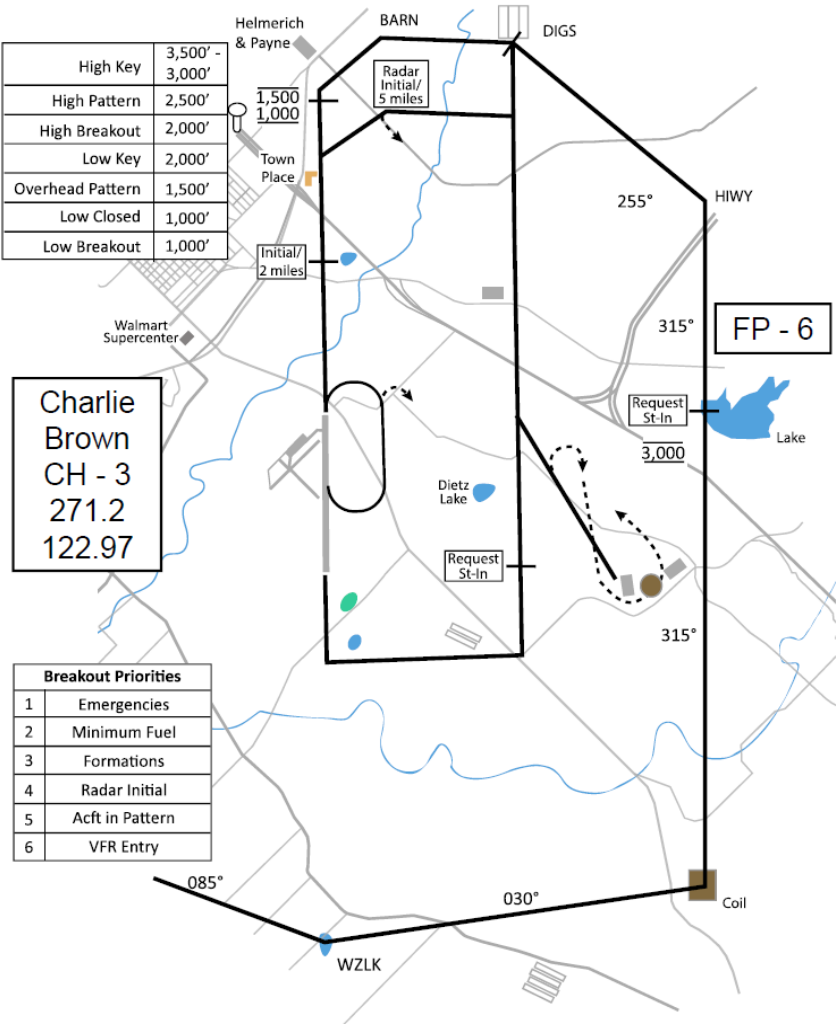 Helmerich
& Payne
BARN
DIGS
High Key 3,500' -
3,000'
High Pattern 2,500'
High Breakout 2,000'
Low Key 2,000'
Overhead Pattern 1,500'
Low Closed 1,000'
Low Breakout 1,000'
1,500
1,000
Radar
Initial/
5 miles
Town
Place
255°
HIWY
Initial/
2 miles
315°
FP - 6
Walmart
Supercenter
Charlie
Brown
CH - 3
271.2
122.97
Request
St-In
Lake
3,000
Dietz
Lake
Request
St-In
315°
Breakout Priorities
1 Emergencies
2 Minimum Fuel
3 Formations
4 Radar Initial
5 Acft in Pattern
6 VFR Entry
085°
030°
Coil
WZLK